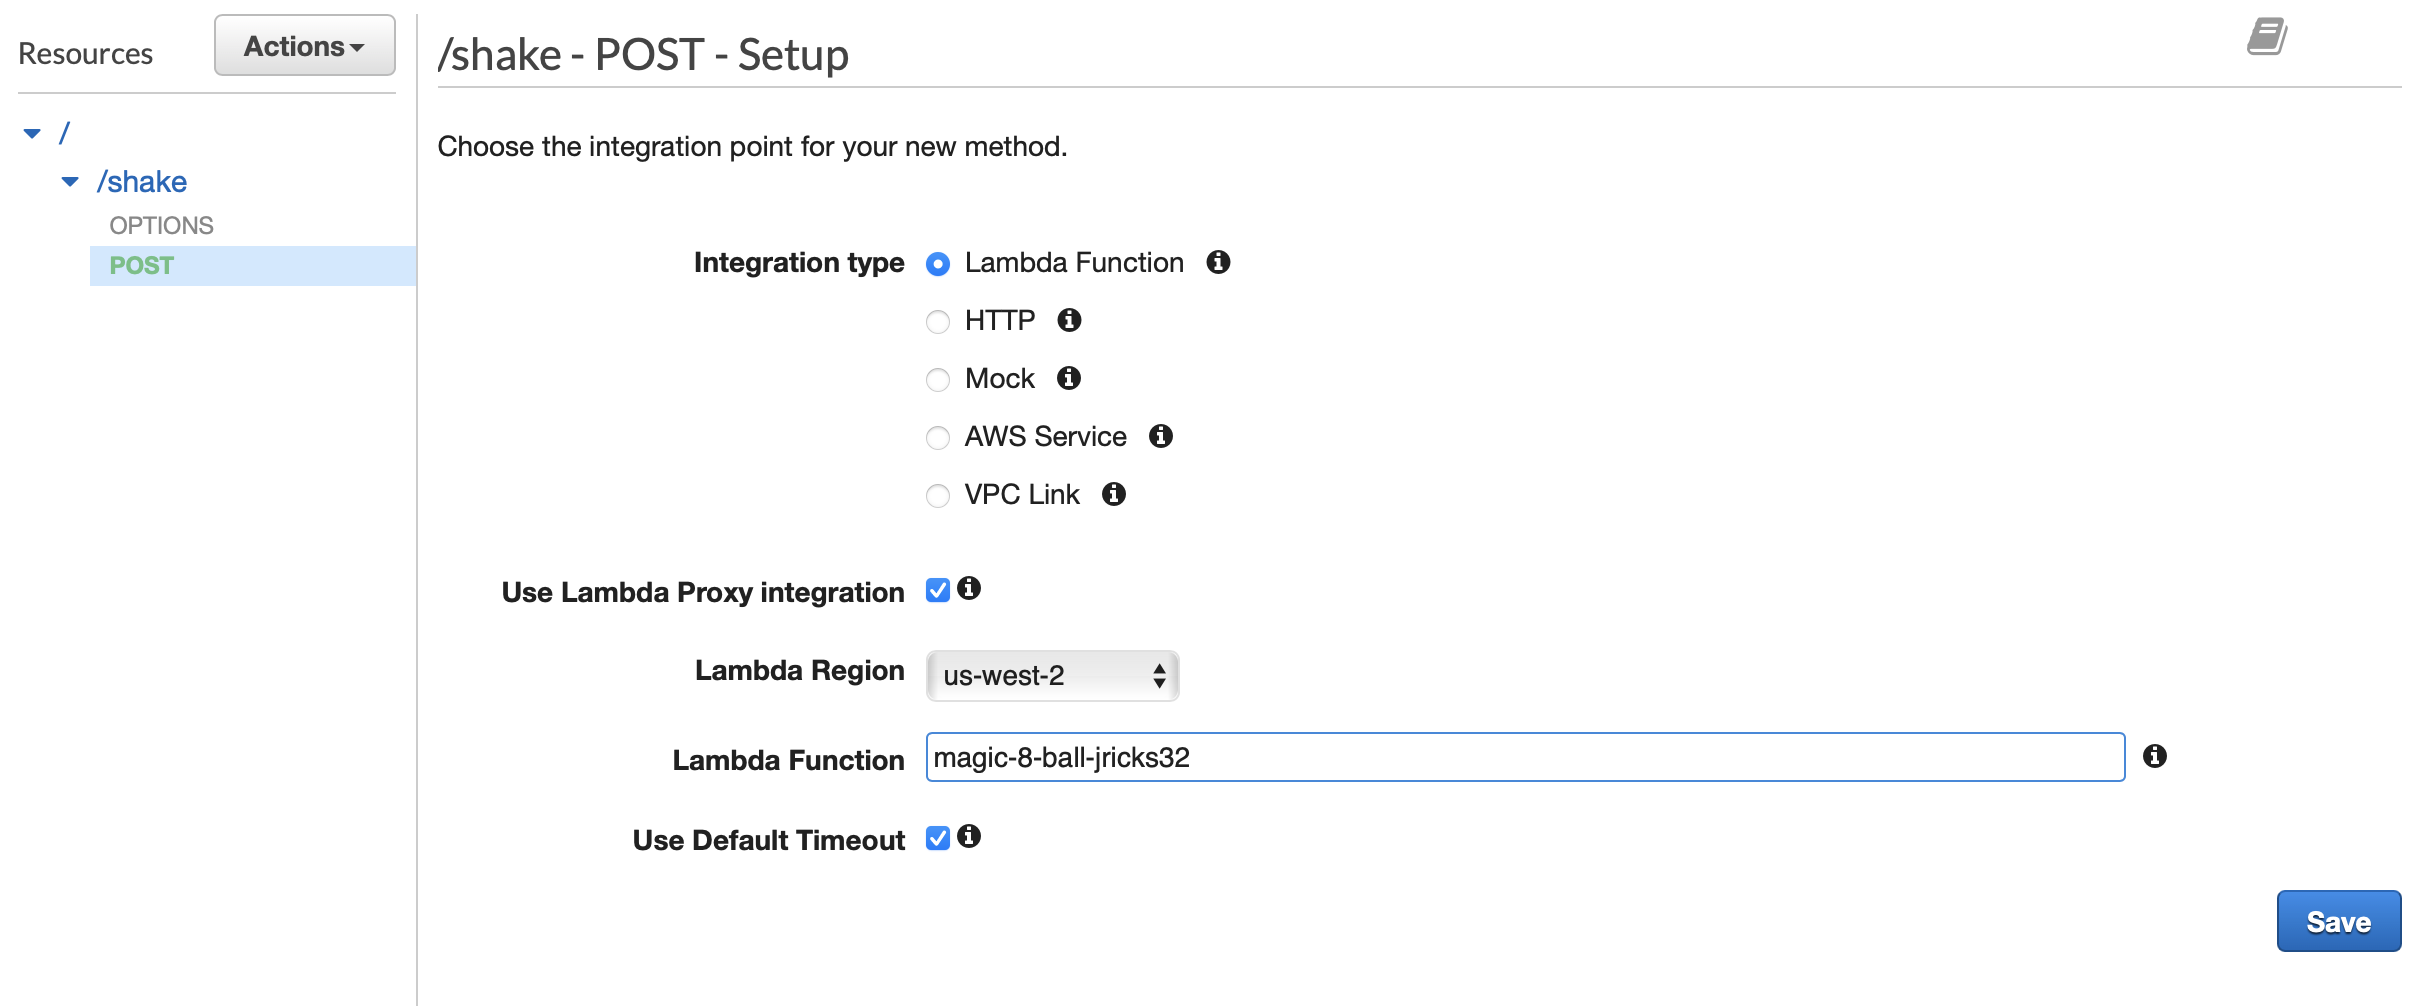 Resources
Actions
/
/shake
OPTIONS
POST
/shake - POST - Setup
Choose the integration point for your new method.
Integration type
Lambda Function
HTTP
Mock
AWS Service
VPC Link
Use Lambda Proxy integration
Lambda Region
us-west-2
Lambda Function
magic-8-ball-jricks32
Use Default Timeout
Save